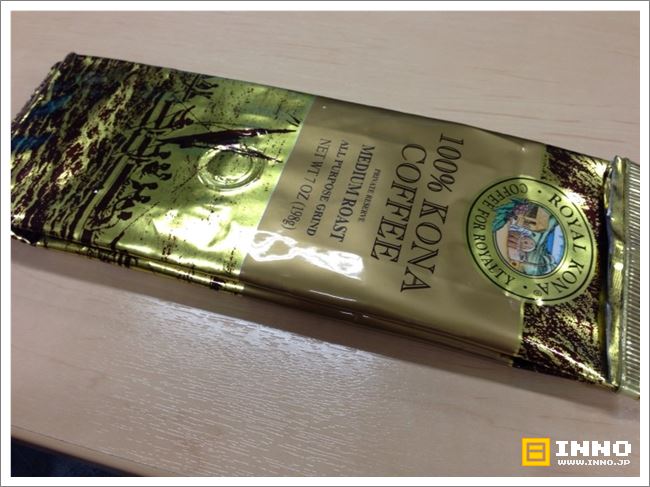 ROYAL KONA®
COFFEE FOR ROYALTY
100% KONA
COFFEE
PRIVATE RESERVE
MEDIUM ROAST
ALL PURPOSE GRIND
NET WT. 7 OZ (198g)
INNO
WWW.INNO.JP